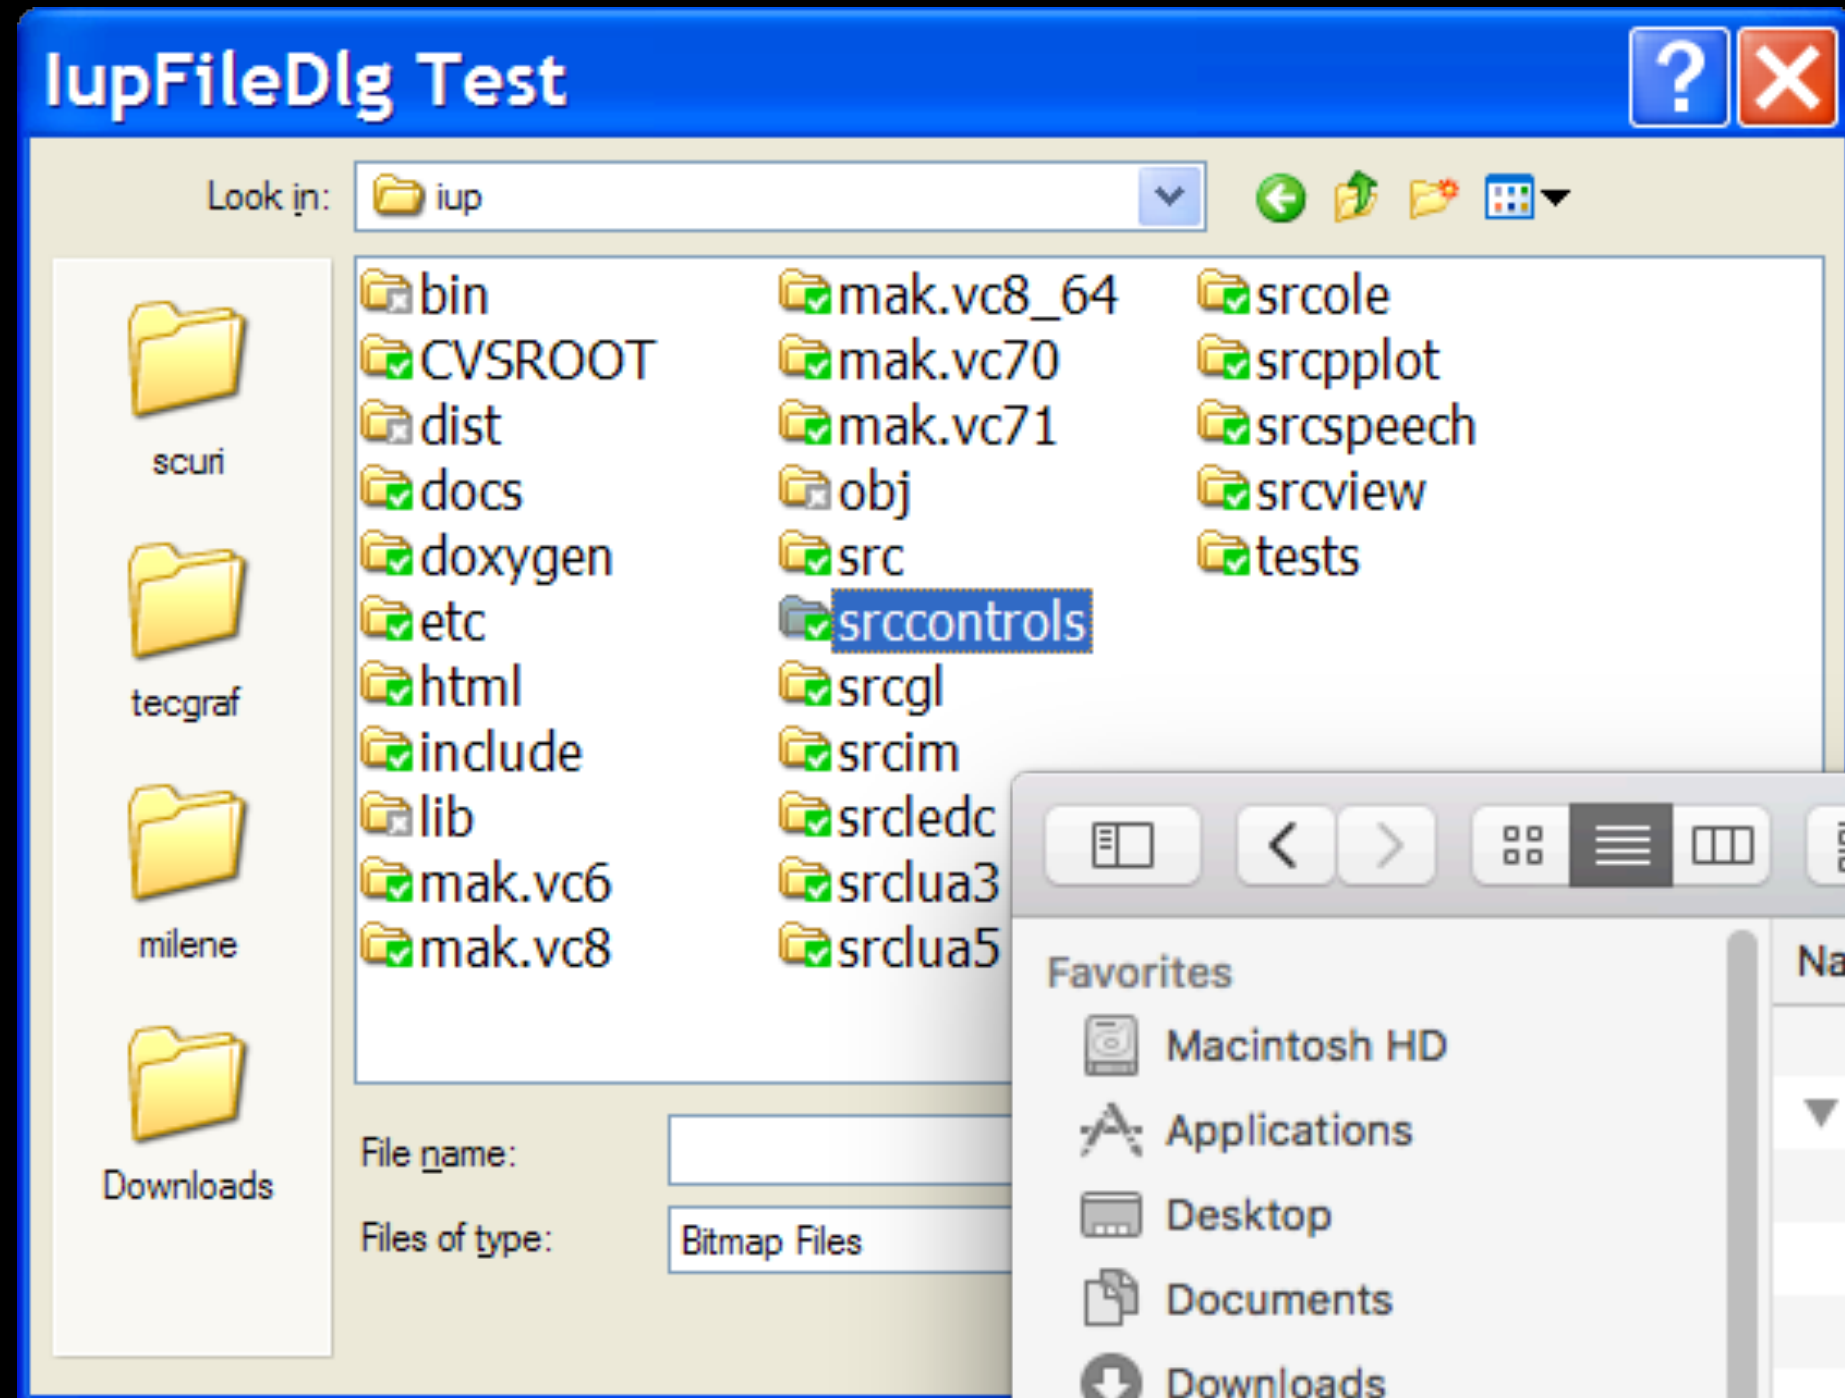 IupFileDlg Test
Look in:
iup
bin
CVSROOT
dist
docs
doxygen
etc
html
include
lib
mak.vc6
mak.vc8
mak.vc8_64
mak.vc70
mak.vc71
obj
src
srccontrols
srcgl
srcim
srcledc
srclua3
srclua5
srcole
srcpplot
srcspeech
srcview
tests
scuri
tecgraf
milene
Downloads
File name:
Files of type:
Bitmap Files
Favorites
Macintosh HD
Applications
Desktop
Documents
Downloads